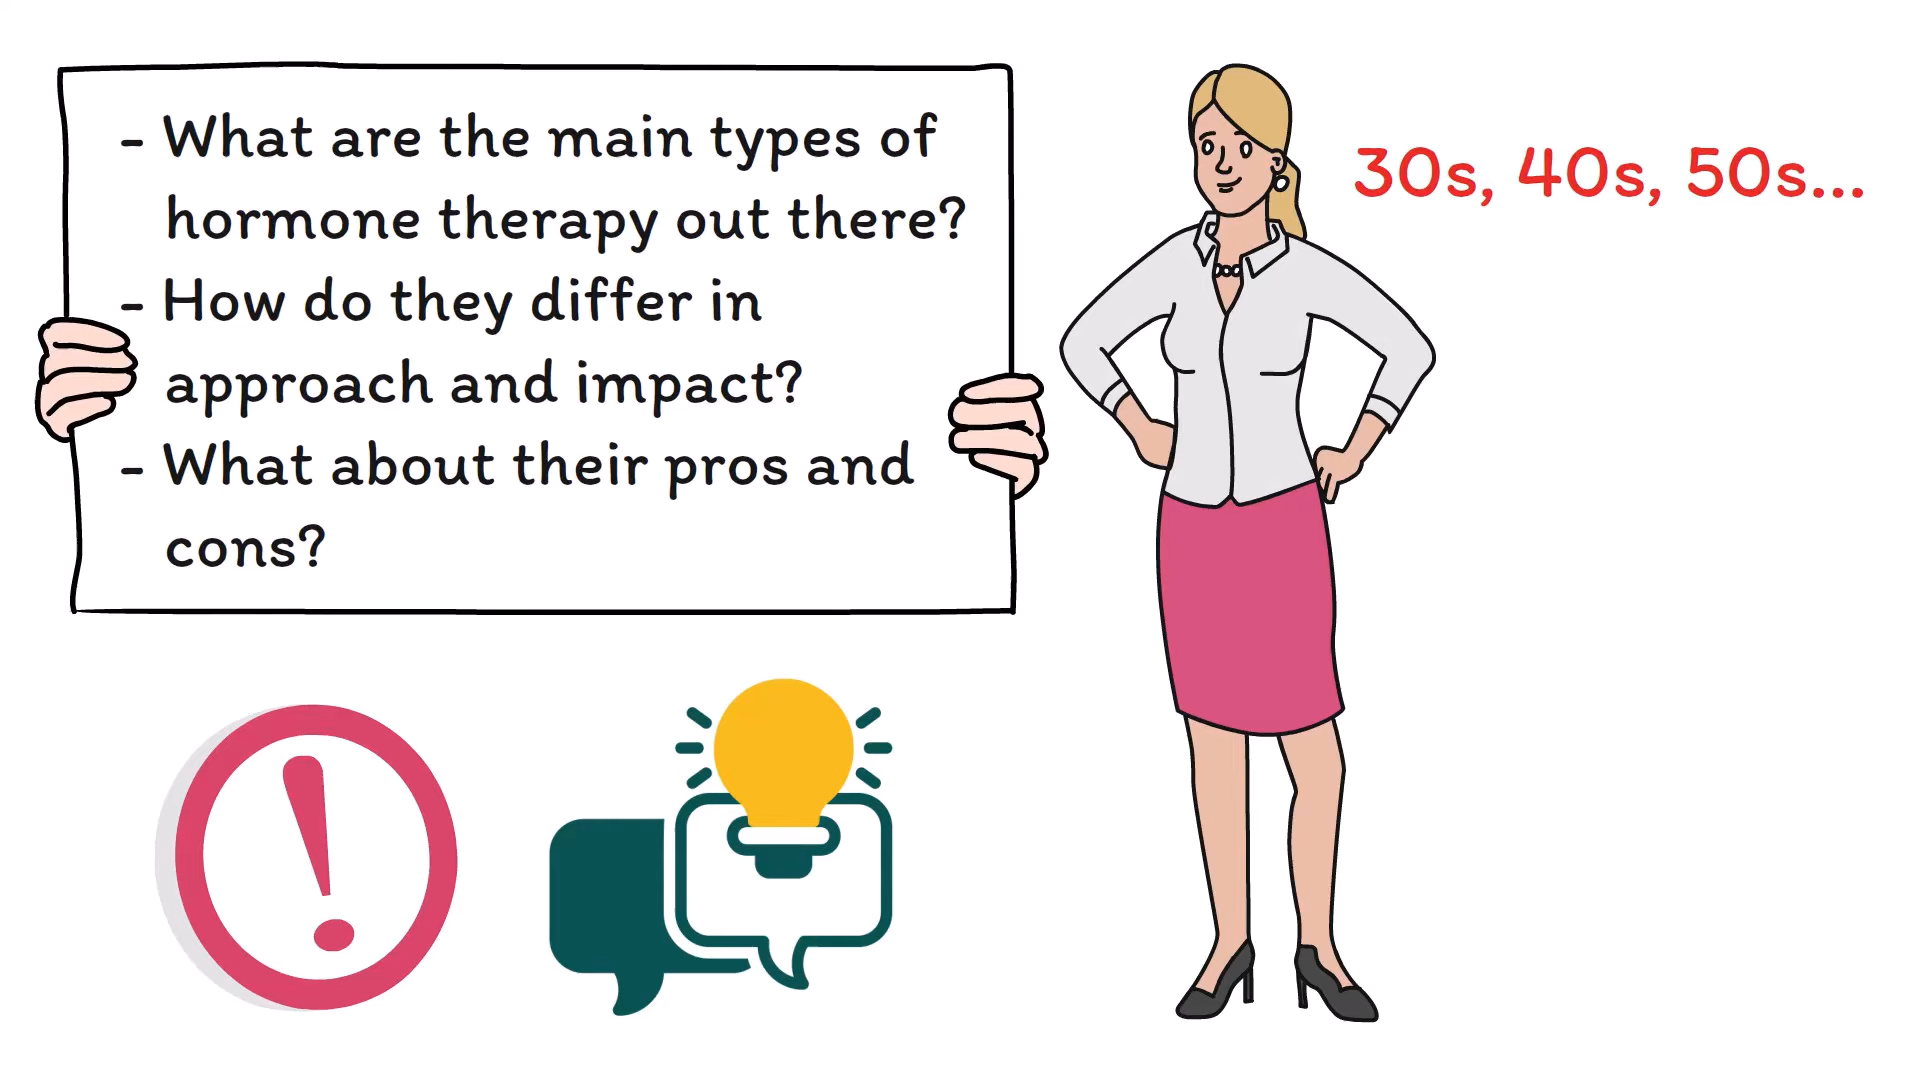 - What are the main types of
hormone therapy out there?
- How do they differ in
approach and impact?
- What about their pros and
cons?
30s, 40s, 50s...